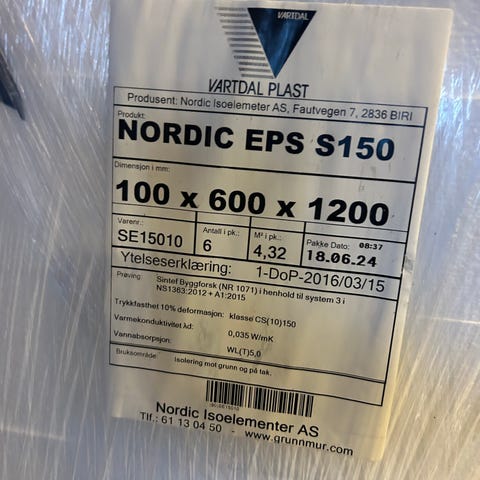 VARTDAL
VARTDAL PLAST
Produsent: Nordic Isoelemeter AS, Fautvegen 7, 2836 BIRI
Produkt:
NORDIC EPS S150
Dimensjon i mm:
100 x 600 x 1200
Varenr.: Antall i pk.: M² i pk.: Pakke Dato: 08:37
SE15010 6 4,32 18.06.24
Ytelseserklæring: 1-DoP-2016/03/15
Prøving: Sintef Byggforsk (NR 1071) i henhold til system 3 i
NS1363:2012 + A1:2015
Trykkfasthet 10% deformasjon: klasse CS(10)150
Varmekonduktivitet λd: 0,035 W/mK
Vannabsorpsjon: WL(T)5,0
Bruksområde: Isolering mot grunn og på tak.
Nordic Isoelementer AS
Tlf.: 61 13 04 50 - www.grunnmur.com